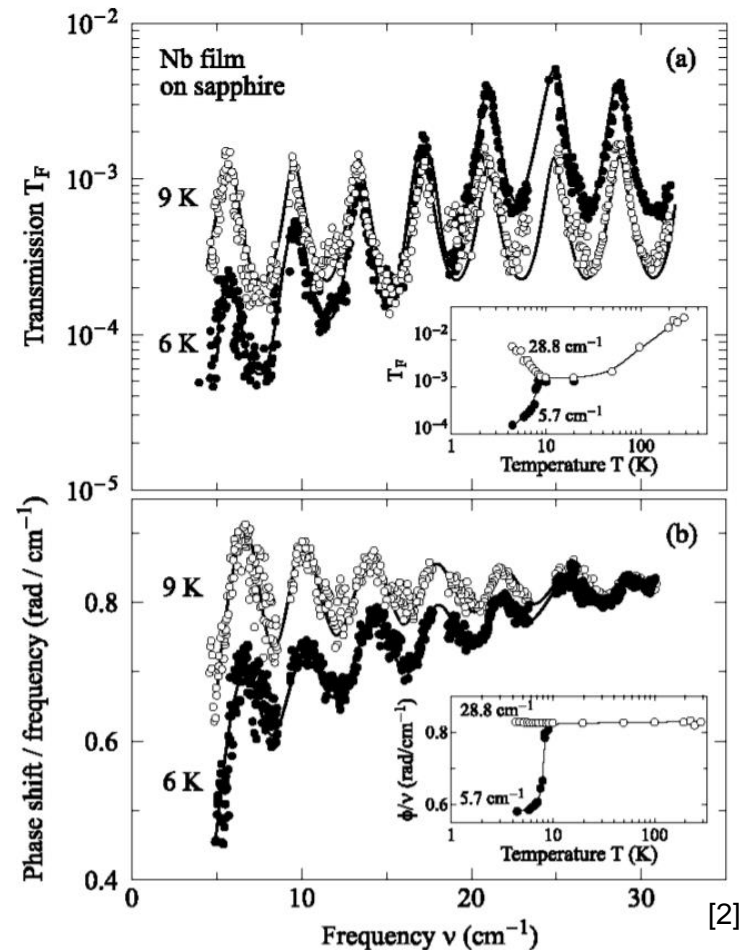 Nb film
on sapphire
(a)
10⁻²
10⁻³
10⁻⁴
10⁻⁵
Transmission T_F
9 K
6 K
T_F
10⁻²
10⁻³
10⁻⁴
28.8 cm⁻¹
5.7 cm⁻¹
1 10 100
Temperature T (K)
(b)
Phase shift / frequency (rad / cm⁻¹)
0.8
0.6
0.4
9 K
6 K
ϕ/ν (rad/cm⁻¹)
0.8
0.6
28.8 cm⁻¹
5.7 cm⁻¹
1 10 100
Temperature T (K)
0 10 20 30
Frequency ν (cm⁻¹)
[2]